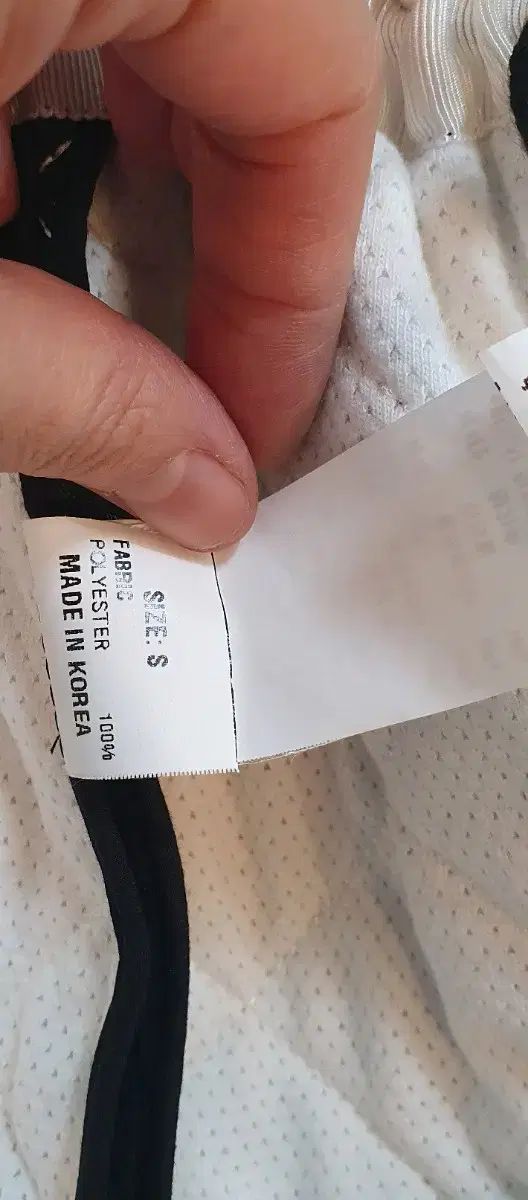 SIZE: S
FABRIC
POLYESTER 100%
MADE IN KOREA